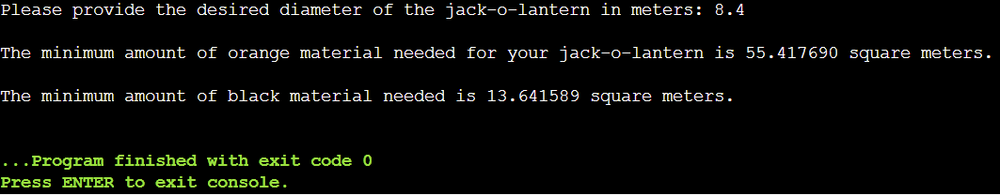 Please provide the desired diameter of the jack-o-lantern in meters: 8.4
The minimum amount of orange material needed for your jack-o-lantern is 55.417690 square meters.
The minimum amount of black material needed is 13.641589 square meters.
...Program finished with exit code 0
Press ENTER to exit console.